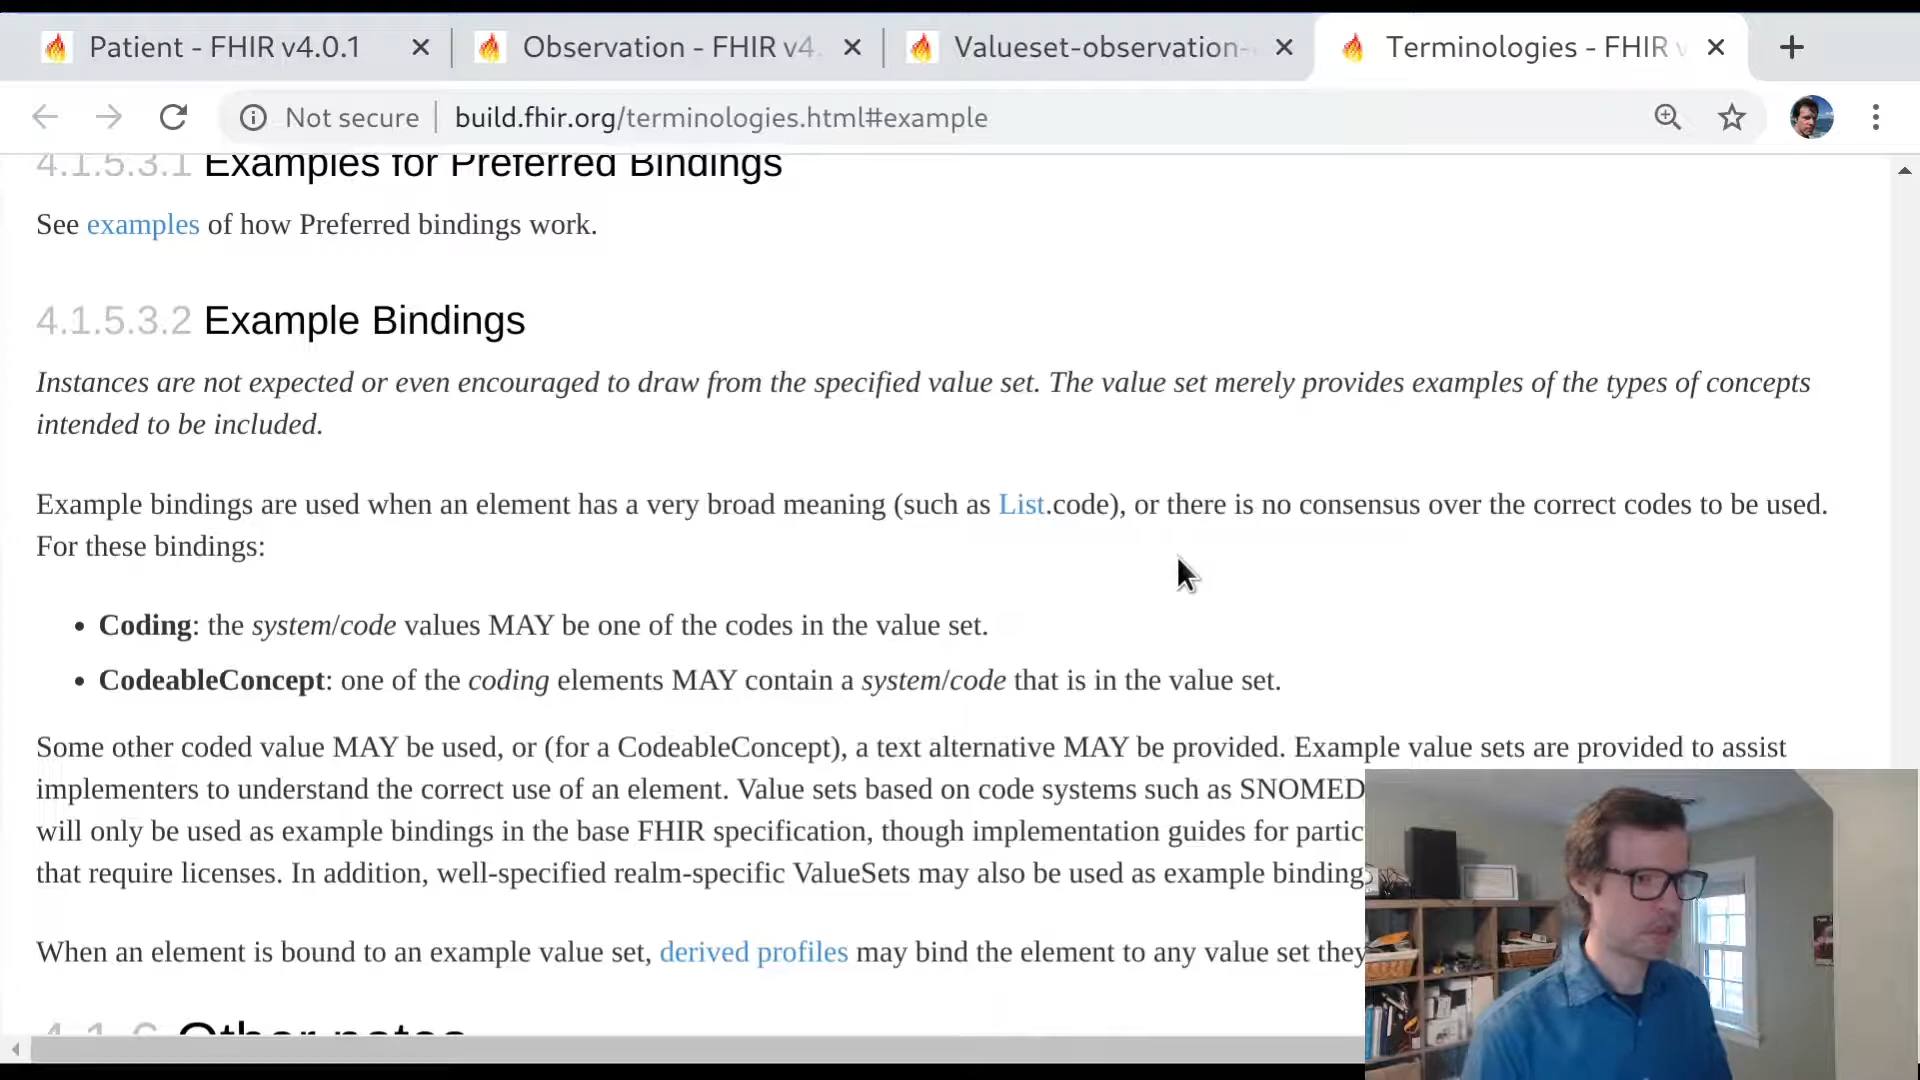 Patient - FHIR v4.0.1
Observation - FHIR v4.
Valueset-observation-
Terminologies - FHIR v
Not secure
build.fhir.org/terminologies.html#example
4.1.5.3.1 Examples for Preferred Bindings
See examples of how Preferred bindings work.
4.1.5.3.2 Example Bindings
Instances are not expected or even encouraged to draw from the specified value set. The value set merely provides examples of the types of concepts
intended to be included.
Example bindings are used when an element has a very broad meaning (such as List.code), or there is no consensus over the correct codes to be used.
For these bindings:
• Coding: the system/code values MAY be one of the codes in the value set.
• CodeableConcept: one of the coding elements MAY contain a system/code that is in the value set.
Some other coded value MAY be used, or (for a CodeableConcept), a text alternative MAY be provided. Example value sets are provided to assist
implementers to understand the correct use of an element. Value sets based on code systems such as SNOMED
will only be used as example bindings in the base FHIR specification, though implementation guides for partic
that require licenses. In addition, well-specified realm-specific ValueSets may also be used as example binding
When an element is bound to an example value set, derived profiles may bind the element to any value set they
4.1.6 Other notes